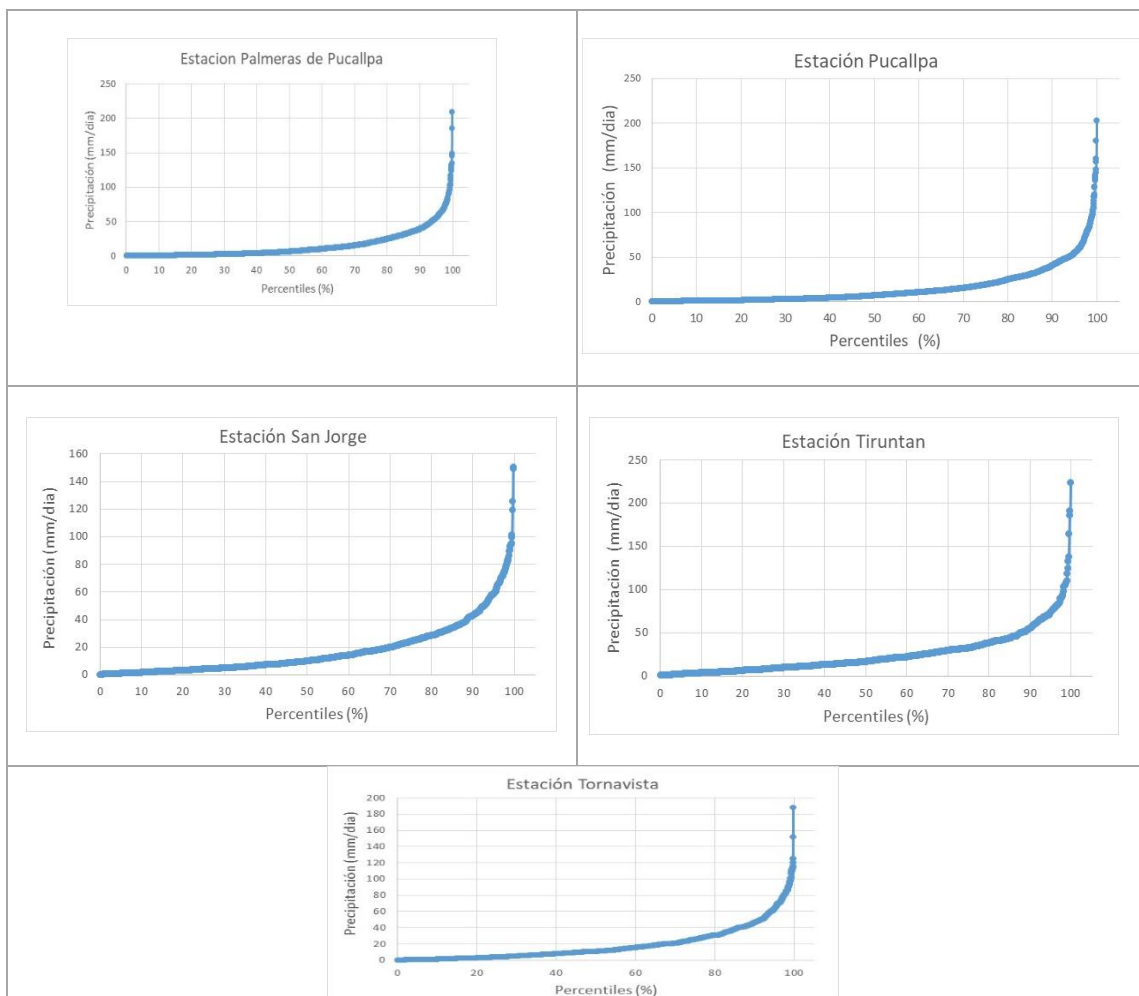 Estacion Palmeras de Pucallpa
Precipitación (mm/dia)
250
200
150
100
50
0
0 10 20 30 40 50 60 70 80 90 100
Percentiles (%)
Estación Pucallpa
Precipitación (mm/dia)
250
200
150
100
50
0
0 10 20 30 40 50 60 70 80 90 100
Percentiles (%)
Estación San Jorge
Precipitación (mm/dia)
160
140
120
100
80
60
40
20
0
0 10 20 30 40 50 60 70 80 90 100
Percentiles (%)
Estación Tiruntan
Precipitación (mm/dia)
250
200
150
100
50
0
0 10 20 30 40 50 60 70 80 90 100
Percentiles (%)
Estación Tornavista
Precipitación (mm/dia)
200
180
160
140
120
100
80
60
40
20
0
0 20 40 60 80 100
Percentiles (%)